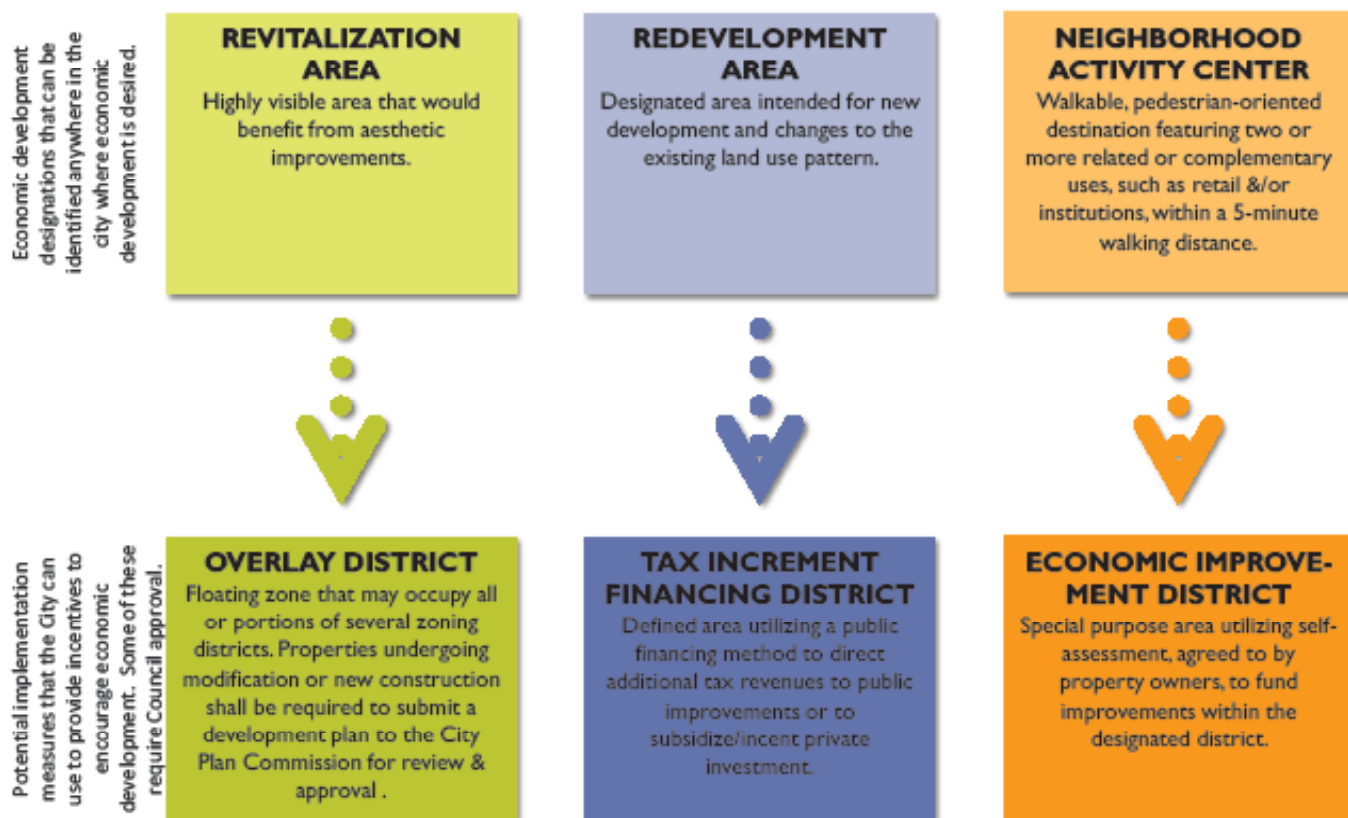 Economic development
designations that can be
identified anywhere in the
city where economic
development is desired.
REVITALIZATION
AREA
Highly visible area that would
benefit from aesthetic
improvements.
REDEVELOPMENT
AREA
Designated area intended for new
development and changes to the
existing land use pattern.
NEIGHBORHOOD
ACTIVITY CENTER
Walkable, pedestrian-oriented
destination featuring two or
more related or complementary
uses, such as retail &/or
institutions, within a 5-minute
walking distance.
Potential implementation
measures that the City can
use to provide incentives to
encourage economic
development. Some of these
require Council approval.
OVERLAY DISTRICT
Floating zone that may occupy all
or portions of several zoning
districts. Properties undergoing
modification or new construction
shall be required to submit a
development plan to the City
Plan Commission for review &
approval .
TAX INCREMENT
FINANCING DISTRICT
Defined area utilizing a public
financing method to direct
additional tax revenues to public
improvements or to
subsidize/incent private
investment.
ECONOMIC IMPROVE-
MENT DISTRICT
Special purpose area utilizing self-
assessment, agreed to by
property owners, to fund
improvements within the
designated district.